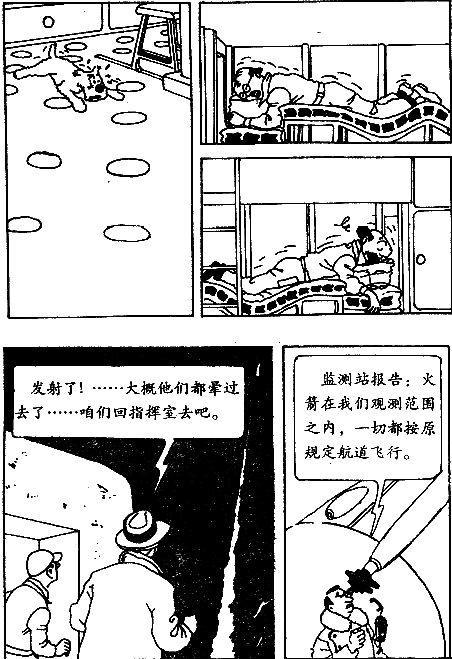 发射了！……大概他们都晕过
去了……咱们回指挥室去吧。
监测站报告：火
箭在我们观测范围
之内，一切都按原
规定航道飞行。